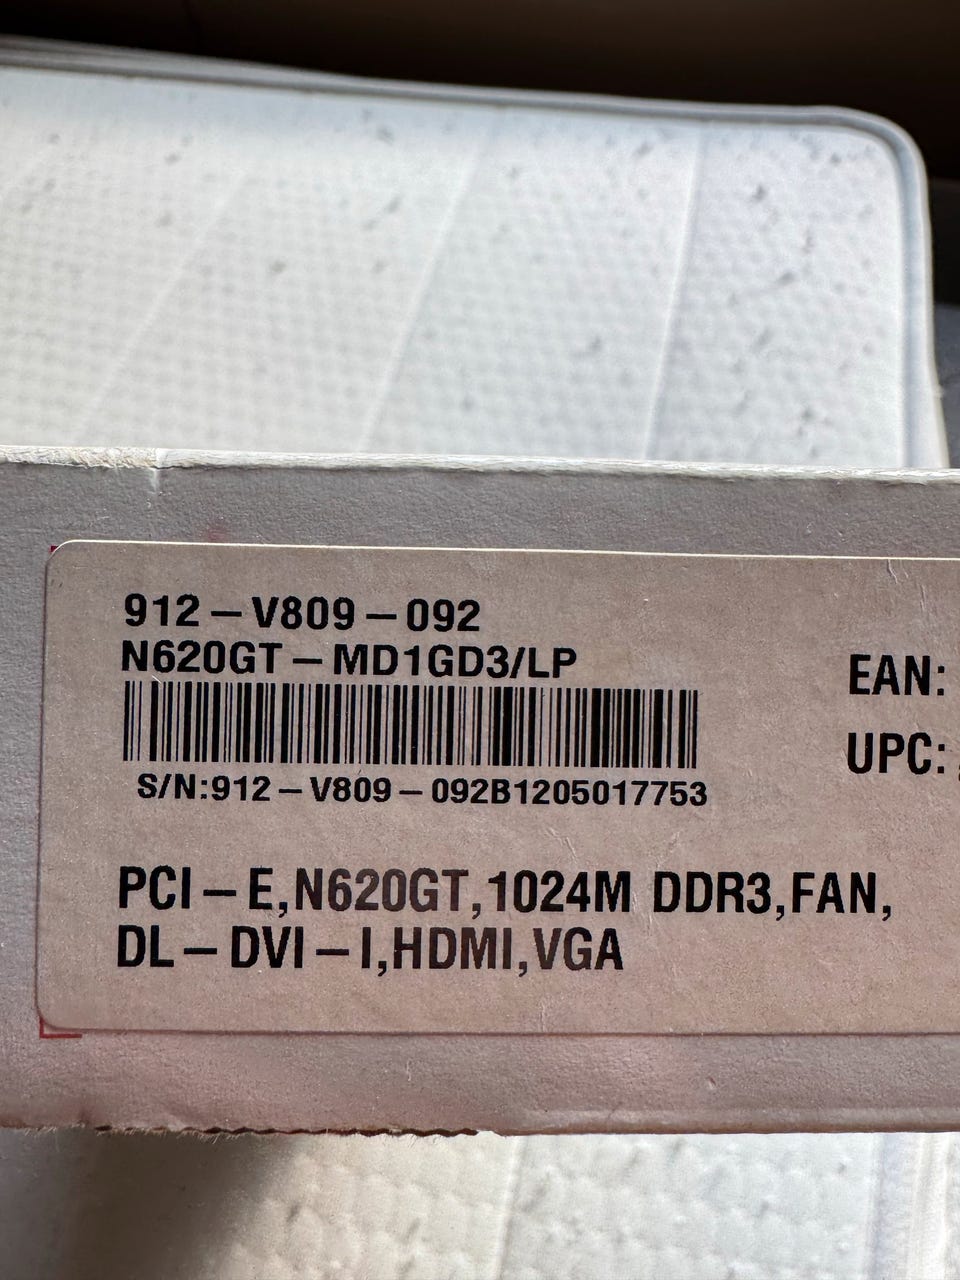 912-V809-092
N620GT-MD1GD3/LP
EAN:
UPC:
S/N:912-V809-092B1205017753
PCI-E,N620GT,1024M DDR3,FAN,
DL-DVI-I,HDMI,VGA